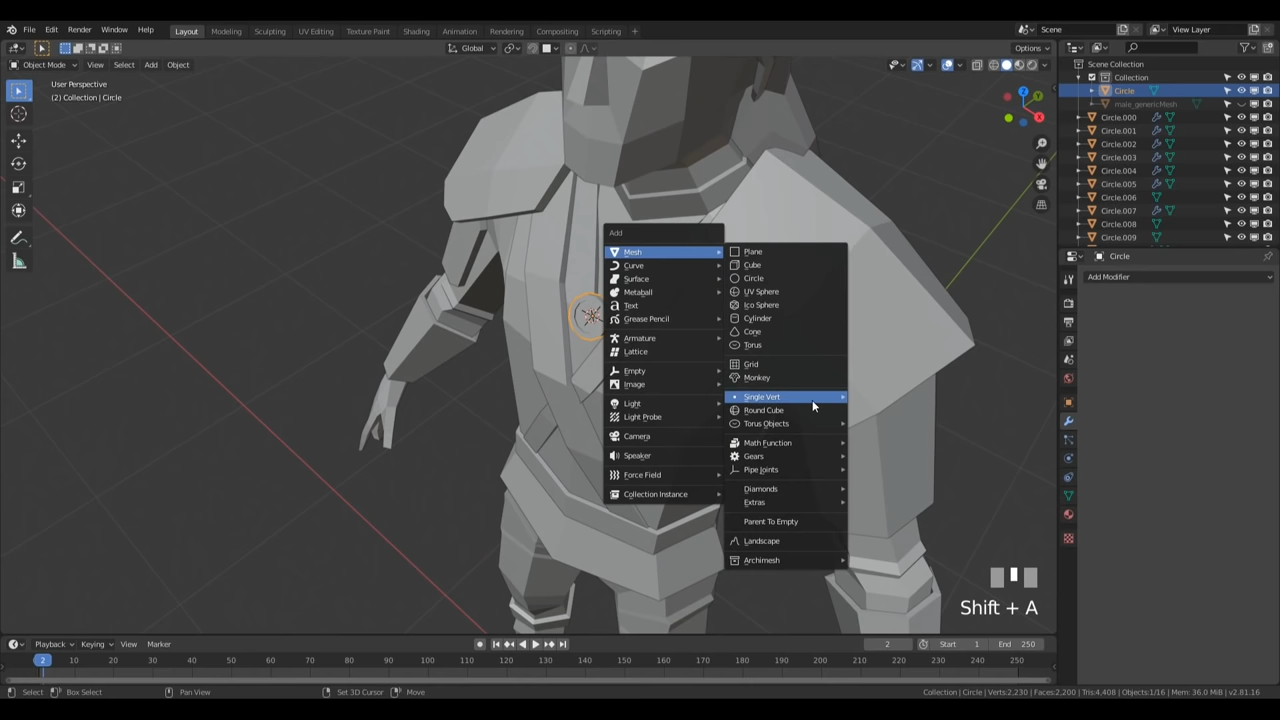 File Edit Render Window Help Layout Modeling Sculpting UV Editing Texture Paint Shading Animation Rendering Compositing Scripting + Scene View Layer
Global Options
Object Mode View Select Add Object
User Perspective
(2) Collection | Circle
Z
Y
X
Scene Collection
Collection
Circle
male_genericMesh
Circle.000
Circle.001
Circle.002
Circle.003
Circle.004
Circle.005
Circle.006
Circle.007
Circle.008
Circle.009
Circle
Add Modifier
Add
Mesh
Curve
Surface
Metaball
Text
Grease Pencil
Armature
Lattice
Empty
Image
Light
Light Probe
Camera
Speaker
Force Field
Collection Instance
Plane
Cube
Circle
UV Sphere
Ico Sphere
Cylinder
Cone
Torus
Grid
Monkey
Single Vert
Round Cube
Torus Objects
Math Function
Gears
Pipe Joints
Diamonds
Extras
Parent To Empty
Landscape
Archimesh
Shift + A
Playback Keying View Marker 2 Start 1 End 250
2 10 20 30 40 50 60 70 80 90 100 110 120 130 140 150 160 170 180 190 200 210 220 230 240 250
Select Box Select Pan View Set 3D Cursor Move Collection | Circle | Verts:2,230 | Faces:2,200 | Tris:4,408 | Objects:1/16 | Mem: 36.0 MiB | v2.81.16